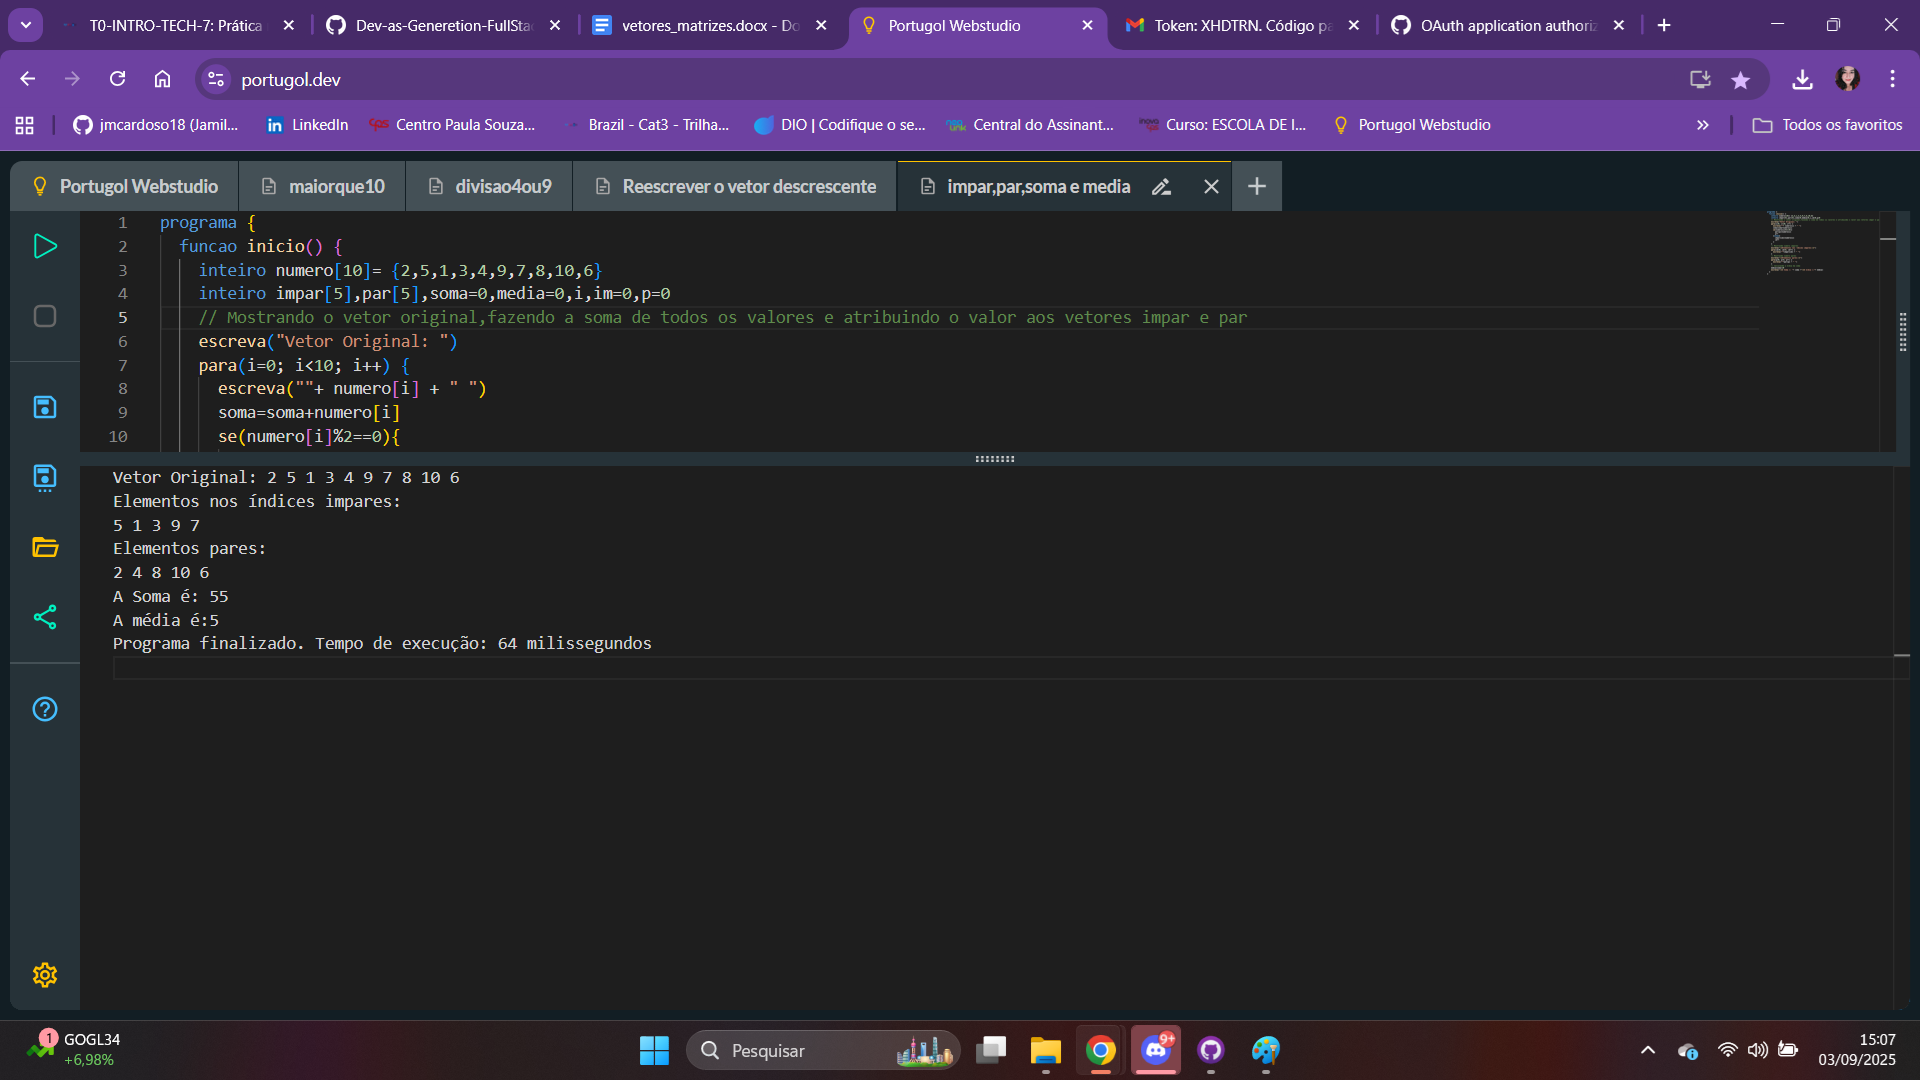 T0-INTRO-TECH-7: Prática
Dev-as-Generetion-FullSta
vetores_matrizes.docx - Do
Portugol Webstudio
Token: XHDTRN. Código pa
OAuth application authoriz
portugol.dev
jmcardoso18 (Jamil...
LinkedIn
Centro Paula Souza...
Brazil - Cat3 - Trilha...
DIO | Codifique o se...
Central do Assinant...
Curso: ESCOLA DE I...
Portugol Webstudio
Todos os favoritos
Portugol Webstudio
maiorque10
divisao4ou9
Reescrever o vetor descrescente
impar,par,soma e media
1 programa {
2 funcao inicio() {
3 inteiro numero[10]= {2,5,1,3,4,9,7,8,10,6}
4 inteiro impar[5],par[5],soma=0,media=0,i,im=0,p=0
5 // Mostrando o vetor original,fazendo a soma de todos os valores e atribuindo o valor aos vetores impar e par
6 escreva("Vetor Original: ")
7 para(i=0; i<10; i++) {
8 escreva(""+ numero[i] + " ")
9 soma=soma+numero[i]
10 se(numero[i]%2==0){
Vetor Original: 2 5 1 3 4 9 7 8 10 6
Elementos nos índices impares:
5 1 3 9 7
Elementos pares:
2 4 8 10 6
A Soma é: 55
A média é:5
Programa finalizado. Tempo de execução: 64 milissegundos
1
GOGL34
+6,98%
Pesquisar
9+
15:07
03/09/2025